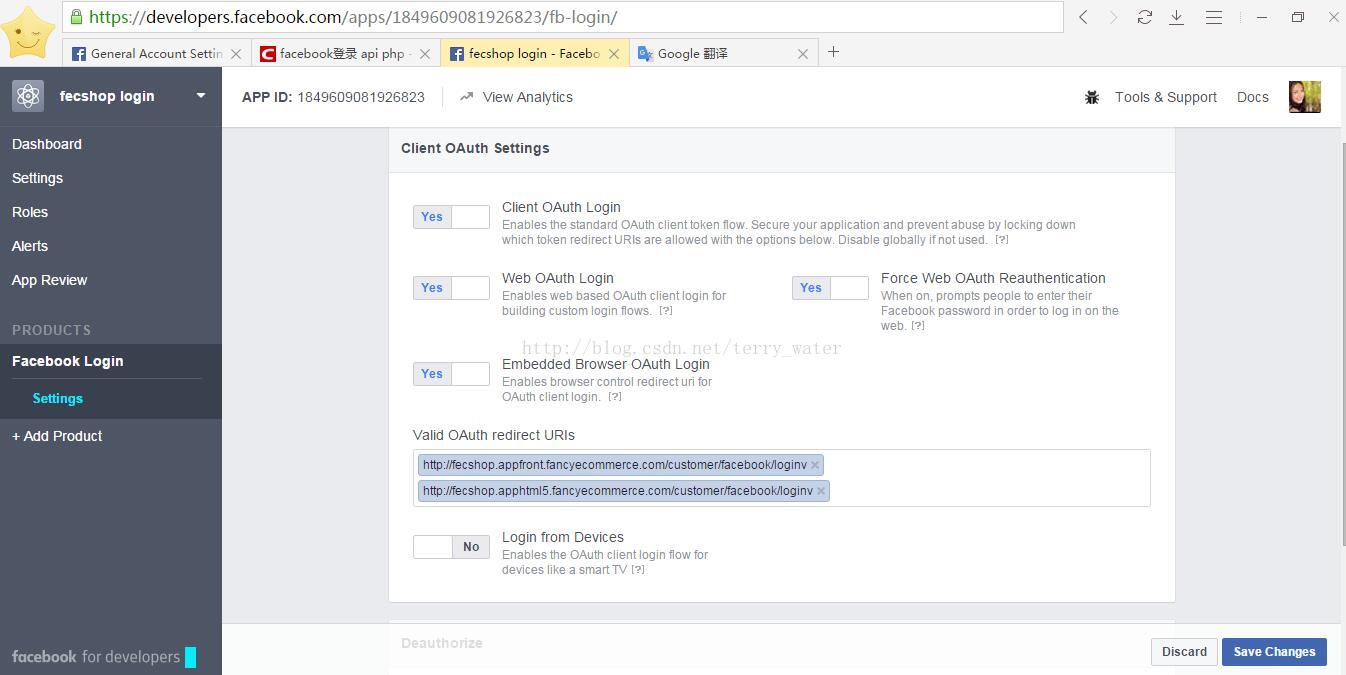 https://developers.facebook.com/apps/1849609081926823/fb-login/
General Account Settin
facebook登录 api php -
fecshop login - Facebo
Google 翻译
fecshop login
APP ID: 1849609081926823
View Analytics
Tools & Support
Docs
Dashboard
Settings
Roles
Alerts
App Review
PRODUCTS
Facebook Login
Settings
+ Add Product
facebook for developers
Client OAuth Settings
Yes
Client OAuth Login
Enables the standard OAuth client token flow. Secure your application and prevent abuse by locking down
which token redirect URIs are allowed with the options below. Disable globally if not used. [?]
Yes
Web OAuth Login
Enables web based OAuth client login for
building custom login flows. [?]
Yes
Force Web OAuth Reauthentication
When on, prompts people to enter their
Facebook password in order to log in on the
web. [?]
http://blog.csdn.net/terry_water
Yes
Embedded Browser OAuth Login
Enables browser control redirect uri for
OAuth client login. [?]
Valid OAuth redirect URIs
http://fecshop.appfront.fancyecommerce.com/customer/facebook/loginv
http://fecshop.apphtml5.fancyecommerce.com/customer/facebook/loginv
No
Login from Devices
Enables the OAuth client login flow for
devices like a smart TV [?]
Deauthorize
Discard
Save Changes